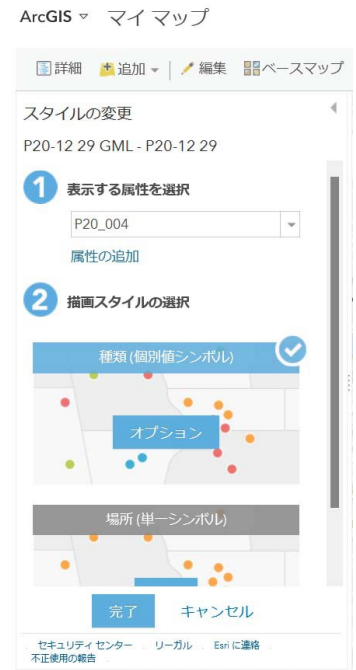 ArcGIS ▿ マイ マップ
詳細 追加 編集 ベースマップ
スタイルの変更
P20-12 29 GML - P20-12 29
1 表示する属性を選択
P20_004
属性の追加
2 描画スタイルの選択
種類 (個別値シンボル)
オプション
場所 (単一シンボル)
完了 キャンセル
セキュリティ センター リーガル Esri に連絡
不正使用の報告